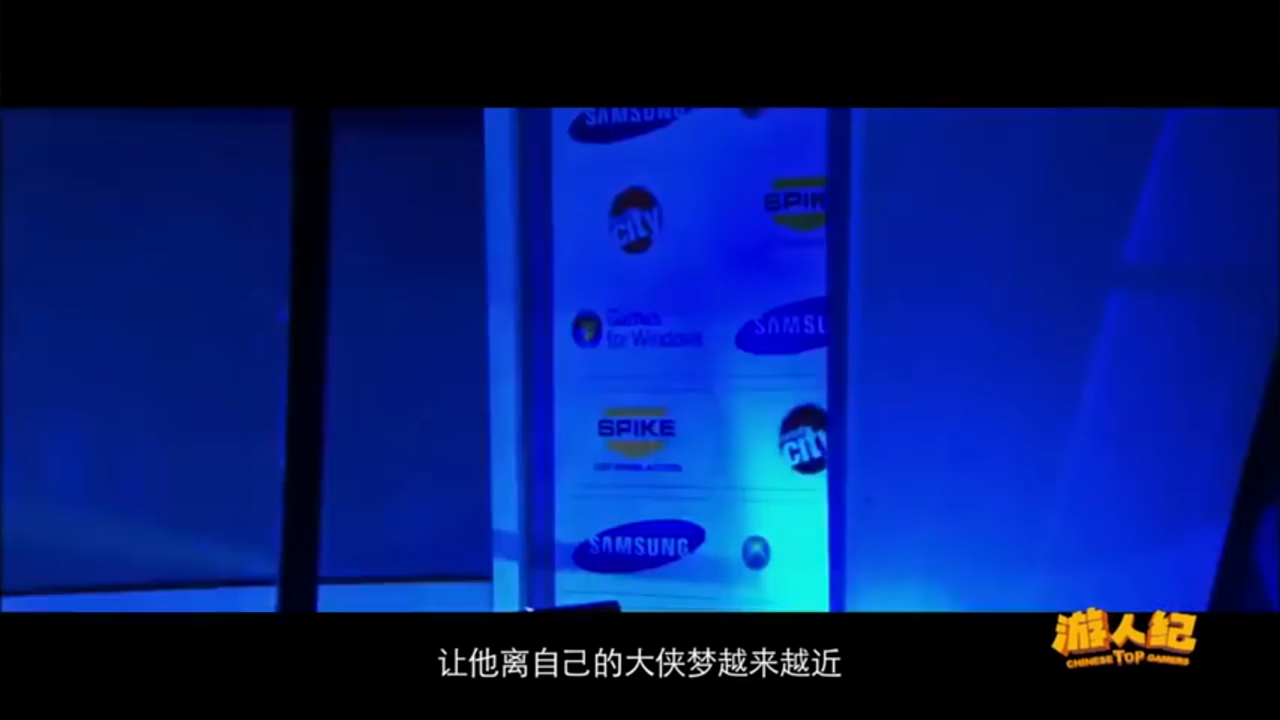 SAMSUNG
city
SPIK
Games
for Windows
SAMSU
SPIKE
city
SAMSUNG
游人纪
CHINESE TOP GAMERS
让他离自己的大侠梦越来越近